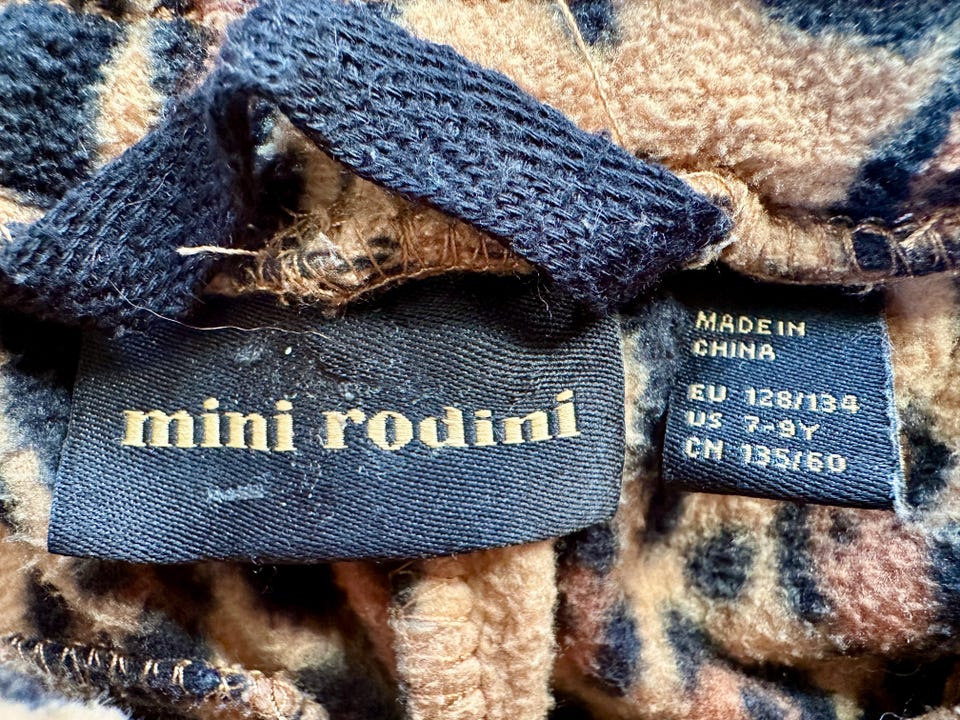 mini rodini
MADE IN
CHINA
EU 128/134
US 7-9Y
CN 135/60